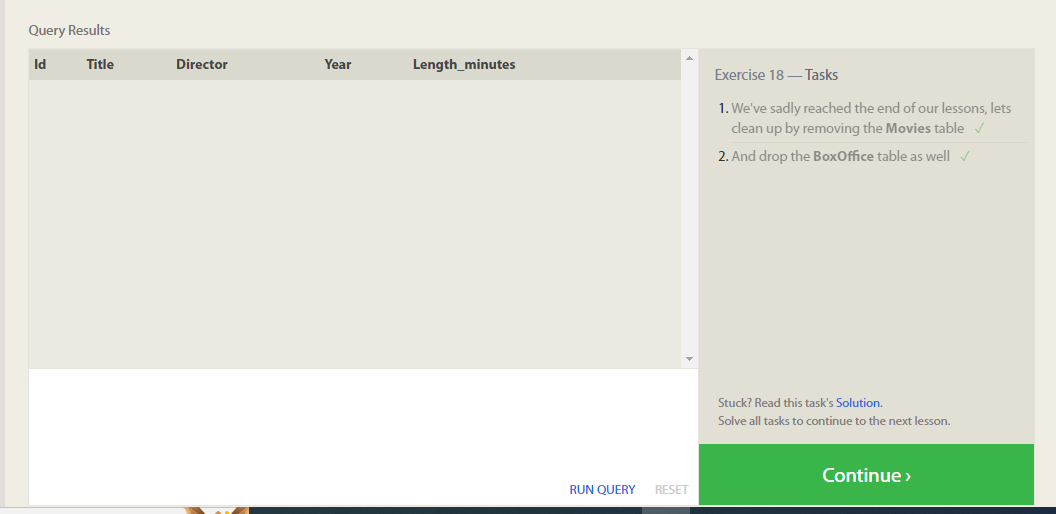 Query Results
Id Title Director Year Length_minutes
Exercise 18 — Tasks
1. We've sadly reached the end of our lessons, lets
clean up by removing the Movies table ✓
2. And drop the BoxOffice table as well ✓
Stuck? Read this task's Solution.
Solve all tasks to continue to the next lesson.
RUN QUERY RESET
Continue ›